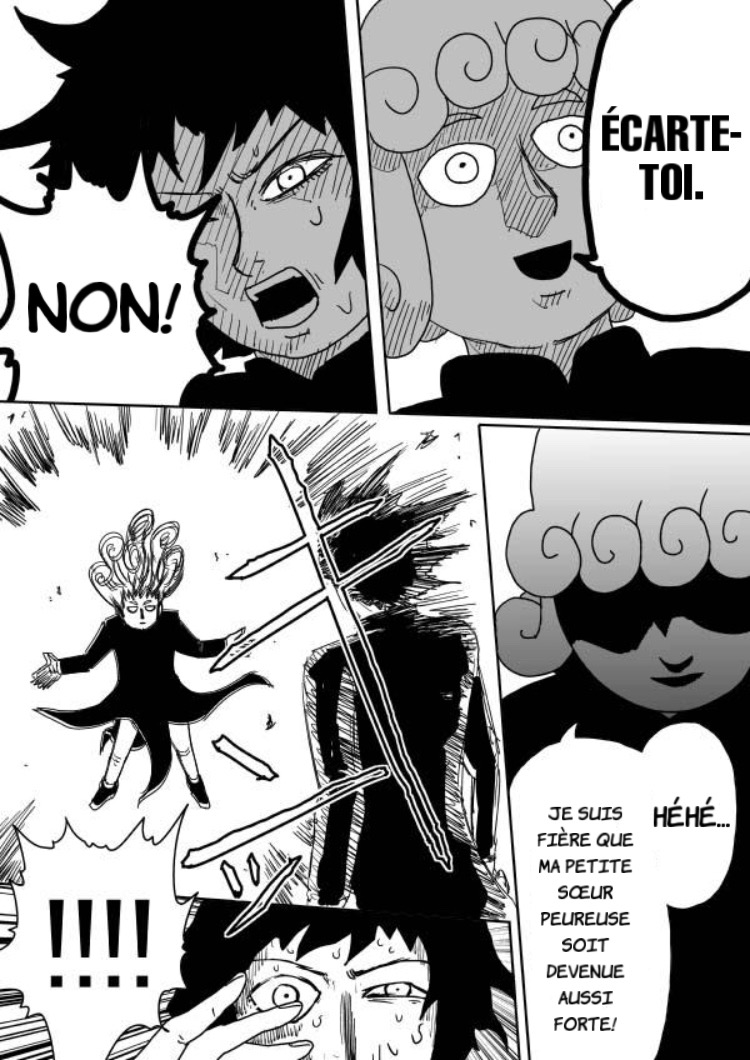 ÉCARTE-
TOI.
NON!
HÉHÉ...
JE SUIS
FIÈRE QUE
MA PETITE
SŒUR
PEUREUSE
SOIT
DEVENUE
AUSSI
FORTE!
!!!!